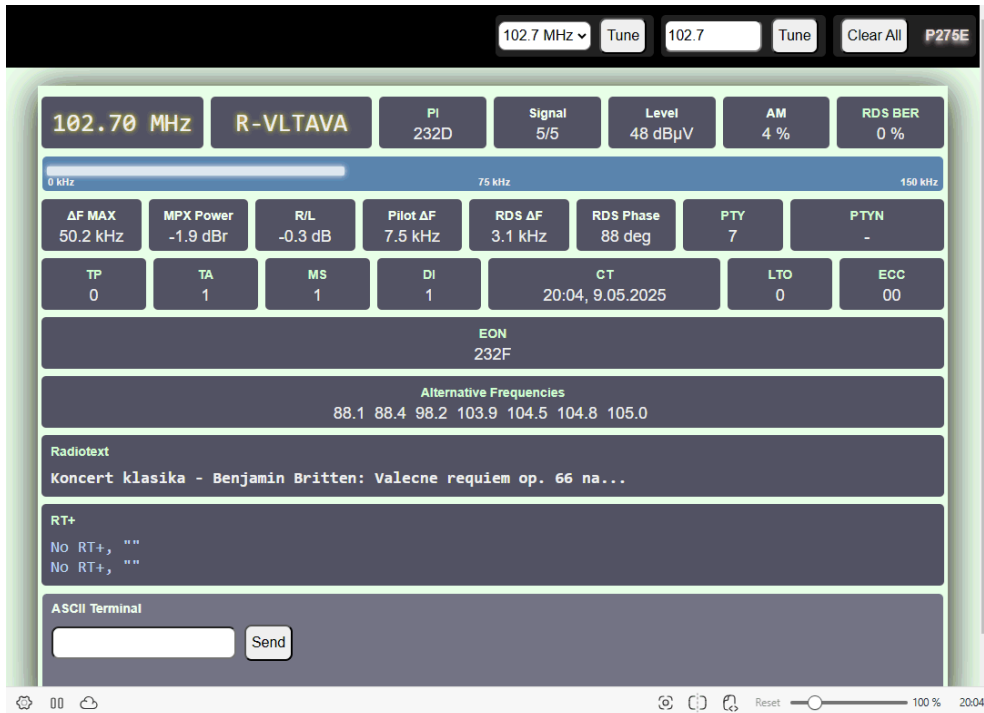 102.7 MHz Tune 102.7 Tune Clear All P275E
102.70 MHz R-VLTAVA
PI Signal Level AM RDS BER
232D 5/5 48 dBµV 4 % 0 %
0 kHz 75 kHz 150 kHz
ΔF MAX MPX Power R/L Pilot ΔF RDS ΔF RDS Phase PTY PTYN
50.2 kHz -1.9 dBr -0.3 dB 7.5 kHz 3.1 kHz 88 deg 7 -
TP TA MS DI CT LTO ECC
0 1 1 1 20:04, 9.05.2025 0 00
EON
232F
Alternative Frequencies
88.1 88.4 98.2 103.9 104.5 104.8 105.0
Radiotext
Koncert klasika - Benjamin Britten: Valecne requiem op. 66 na...
RT+
No RT+, ""
No RT+, ""
ASCII Terminal
Send
Reset 100 % 20:04